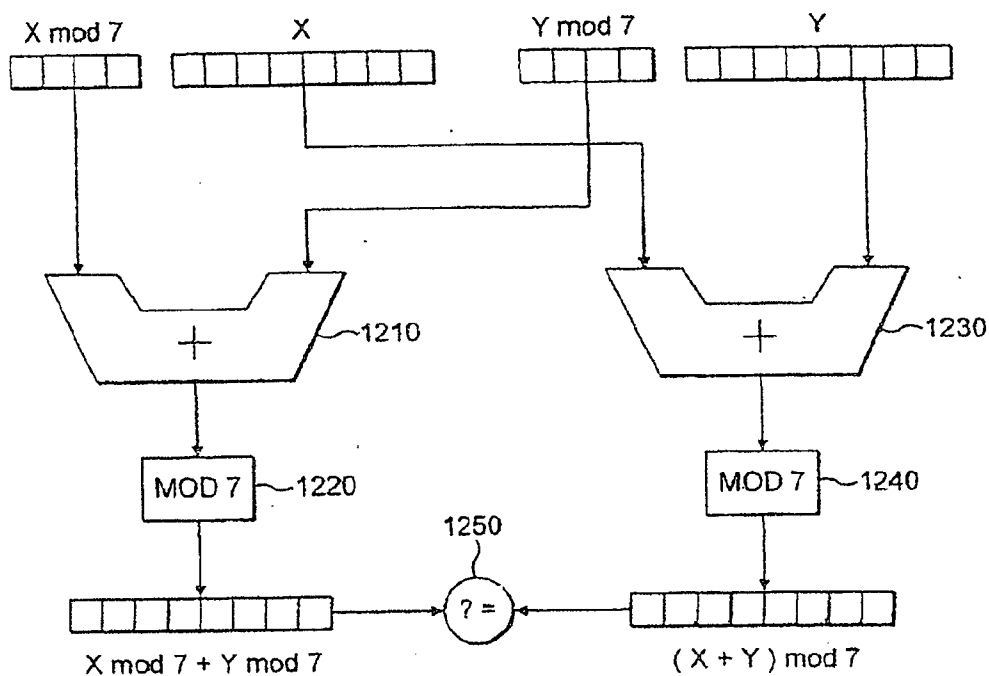 X mod 7
X
Y mod 7
Y
+
1210
+
1230
MOD 7
1220
MOD 7
1240
1250
? =
X mod 7 + Y mod 7
( X + Y ) mod 7